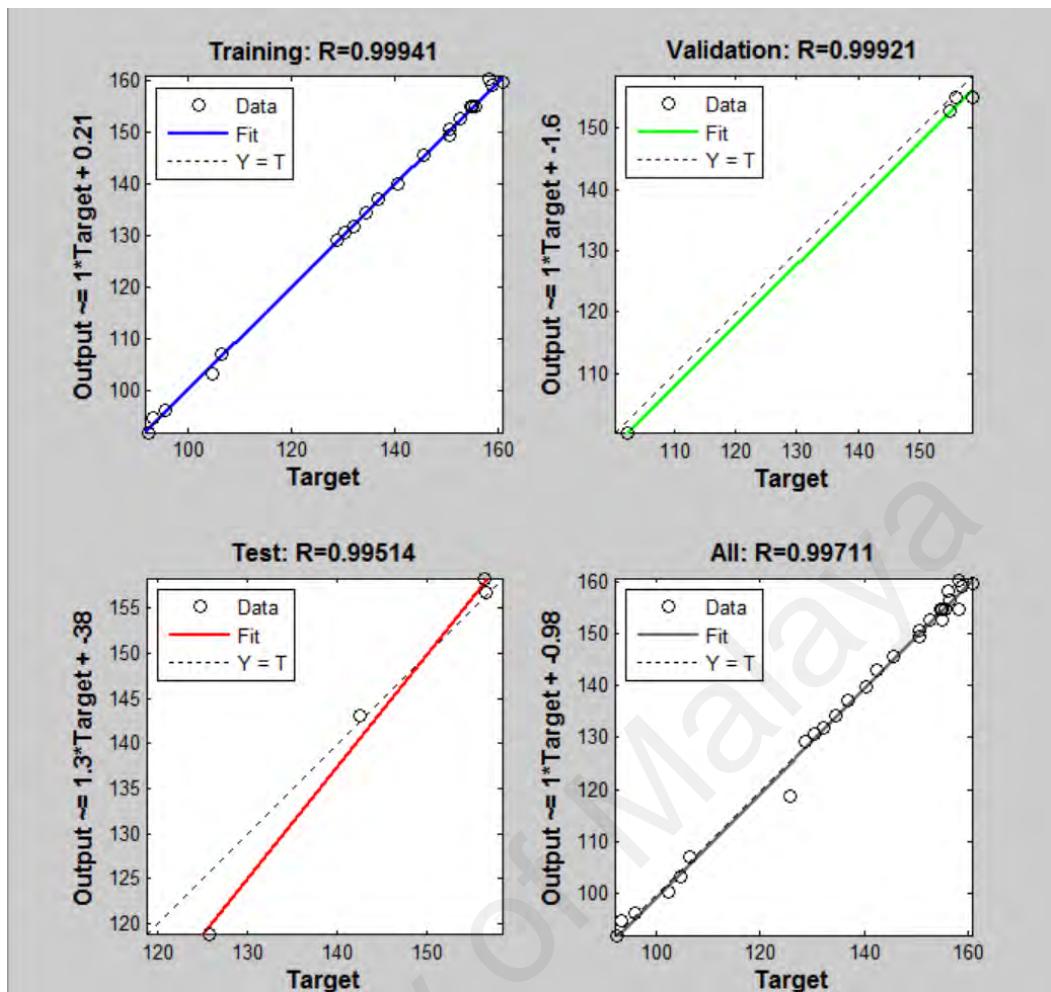 Training: R=0.99941
Output ~= 1*Target + 0.21
160
150
140
130
120
110
100
Data
Fit
Y = T
100 120 140 160
Target
Validation: R=0.99921
Output ~= 1*Target + -1.6
150
140
130
120
110
Data
Fit
Y = T
110 120 130 140 150
Target
Test: R=0.99514
Output ~= 1.3*Target + -38
155
150
145
140
135
130
125
120
Data
Fit
Y = T
120 130 140 150
Target
All: R=0.99711
Output ~= 1*Target + -0.98
160
150
140
130
120
110
100
Data
Fit
Y = T
100 120 140 160
Target
of Malaya